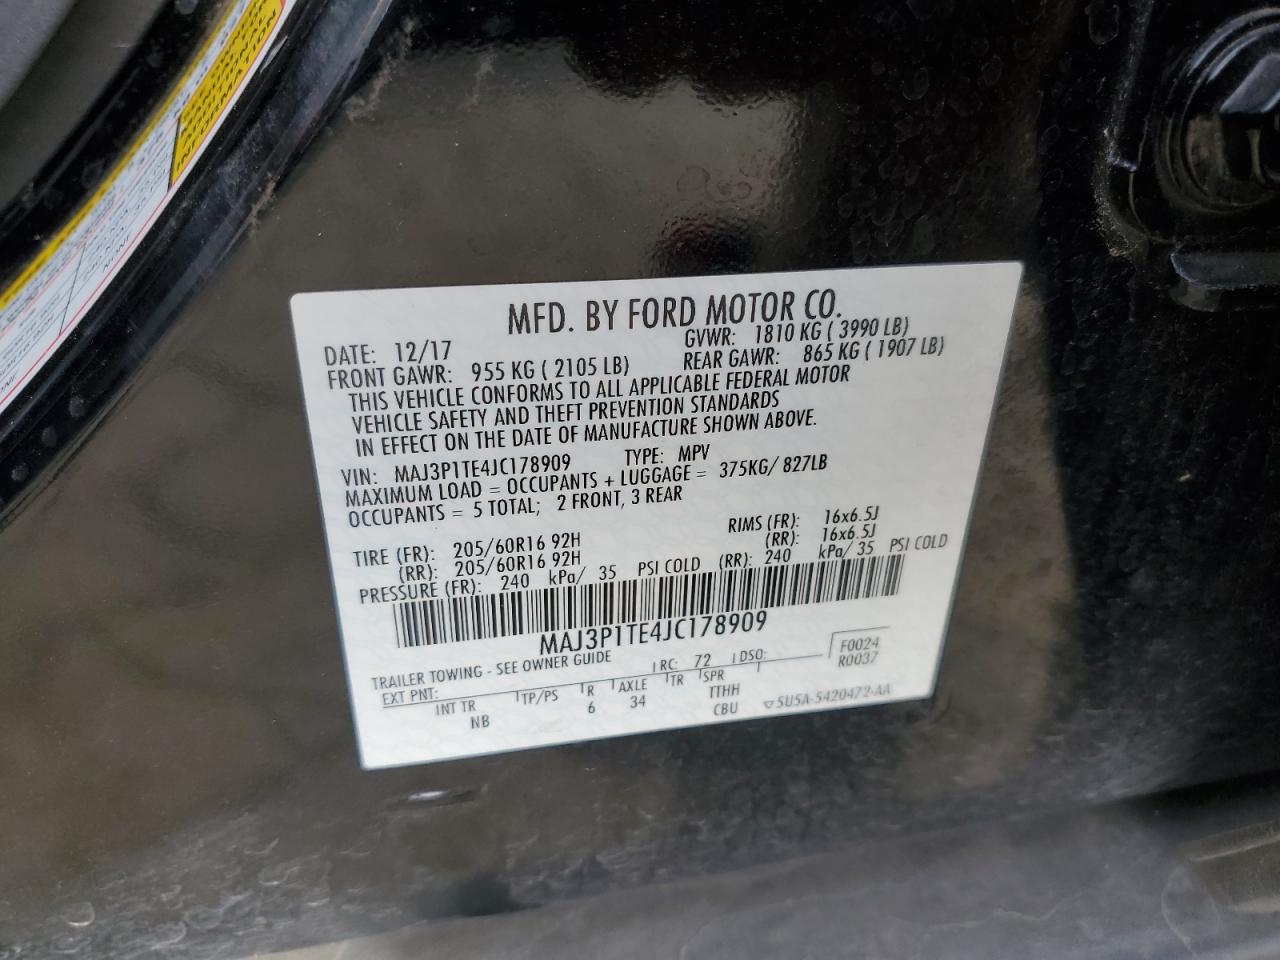 MFD. BY FORD MOTOR CO.
DATE: 12/17 GVWR: 1810 KG ( 3990 LB)
FRONT GAWR: 955 KG ( 2105 LB) REAR GAWR: 865 KG ( 1907 LB)
THIS VEHICLE CONFORMS TO ALL APPLICABLE FEDERAL MOTOR
VEHICLE SAFETY AND THEFT PREVENTION STANDARDS
IN EFFECT ON THE DATE OF MANUFACTURE SHOWN ABOVE.
VIN: MAJ3P1TE4JC178909 TYPE: MPV
MAXIMUM LOAD = OCCUPANTS + LUGGAGE = 375KG/ 827LB
OCCUPANTS = 5 TOTAL; 2 FRONT, 3 REAR
TIRE (FR): 205/60R16 92H RIMS (FR): 16x6.5J
(RR): 205/60R16 92H (RR): 16x6.5J
PRESSURE (FR): 240 kPa/ 35 PSI COLD (RR): 240 kPa/ 35 PSI COLD
MAJ3P1TE4JC178909
TRAILER TOWING - SEE OWNER GUIDE
F0024
R0037
EXT PNT: RC: 72 DSO:
INT TR TP/PS R AXLE TR SPR
NB 6 34 TTHH
CBU 5U5A-5420472-AA
INFORMATION